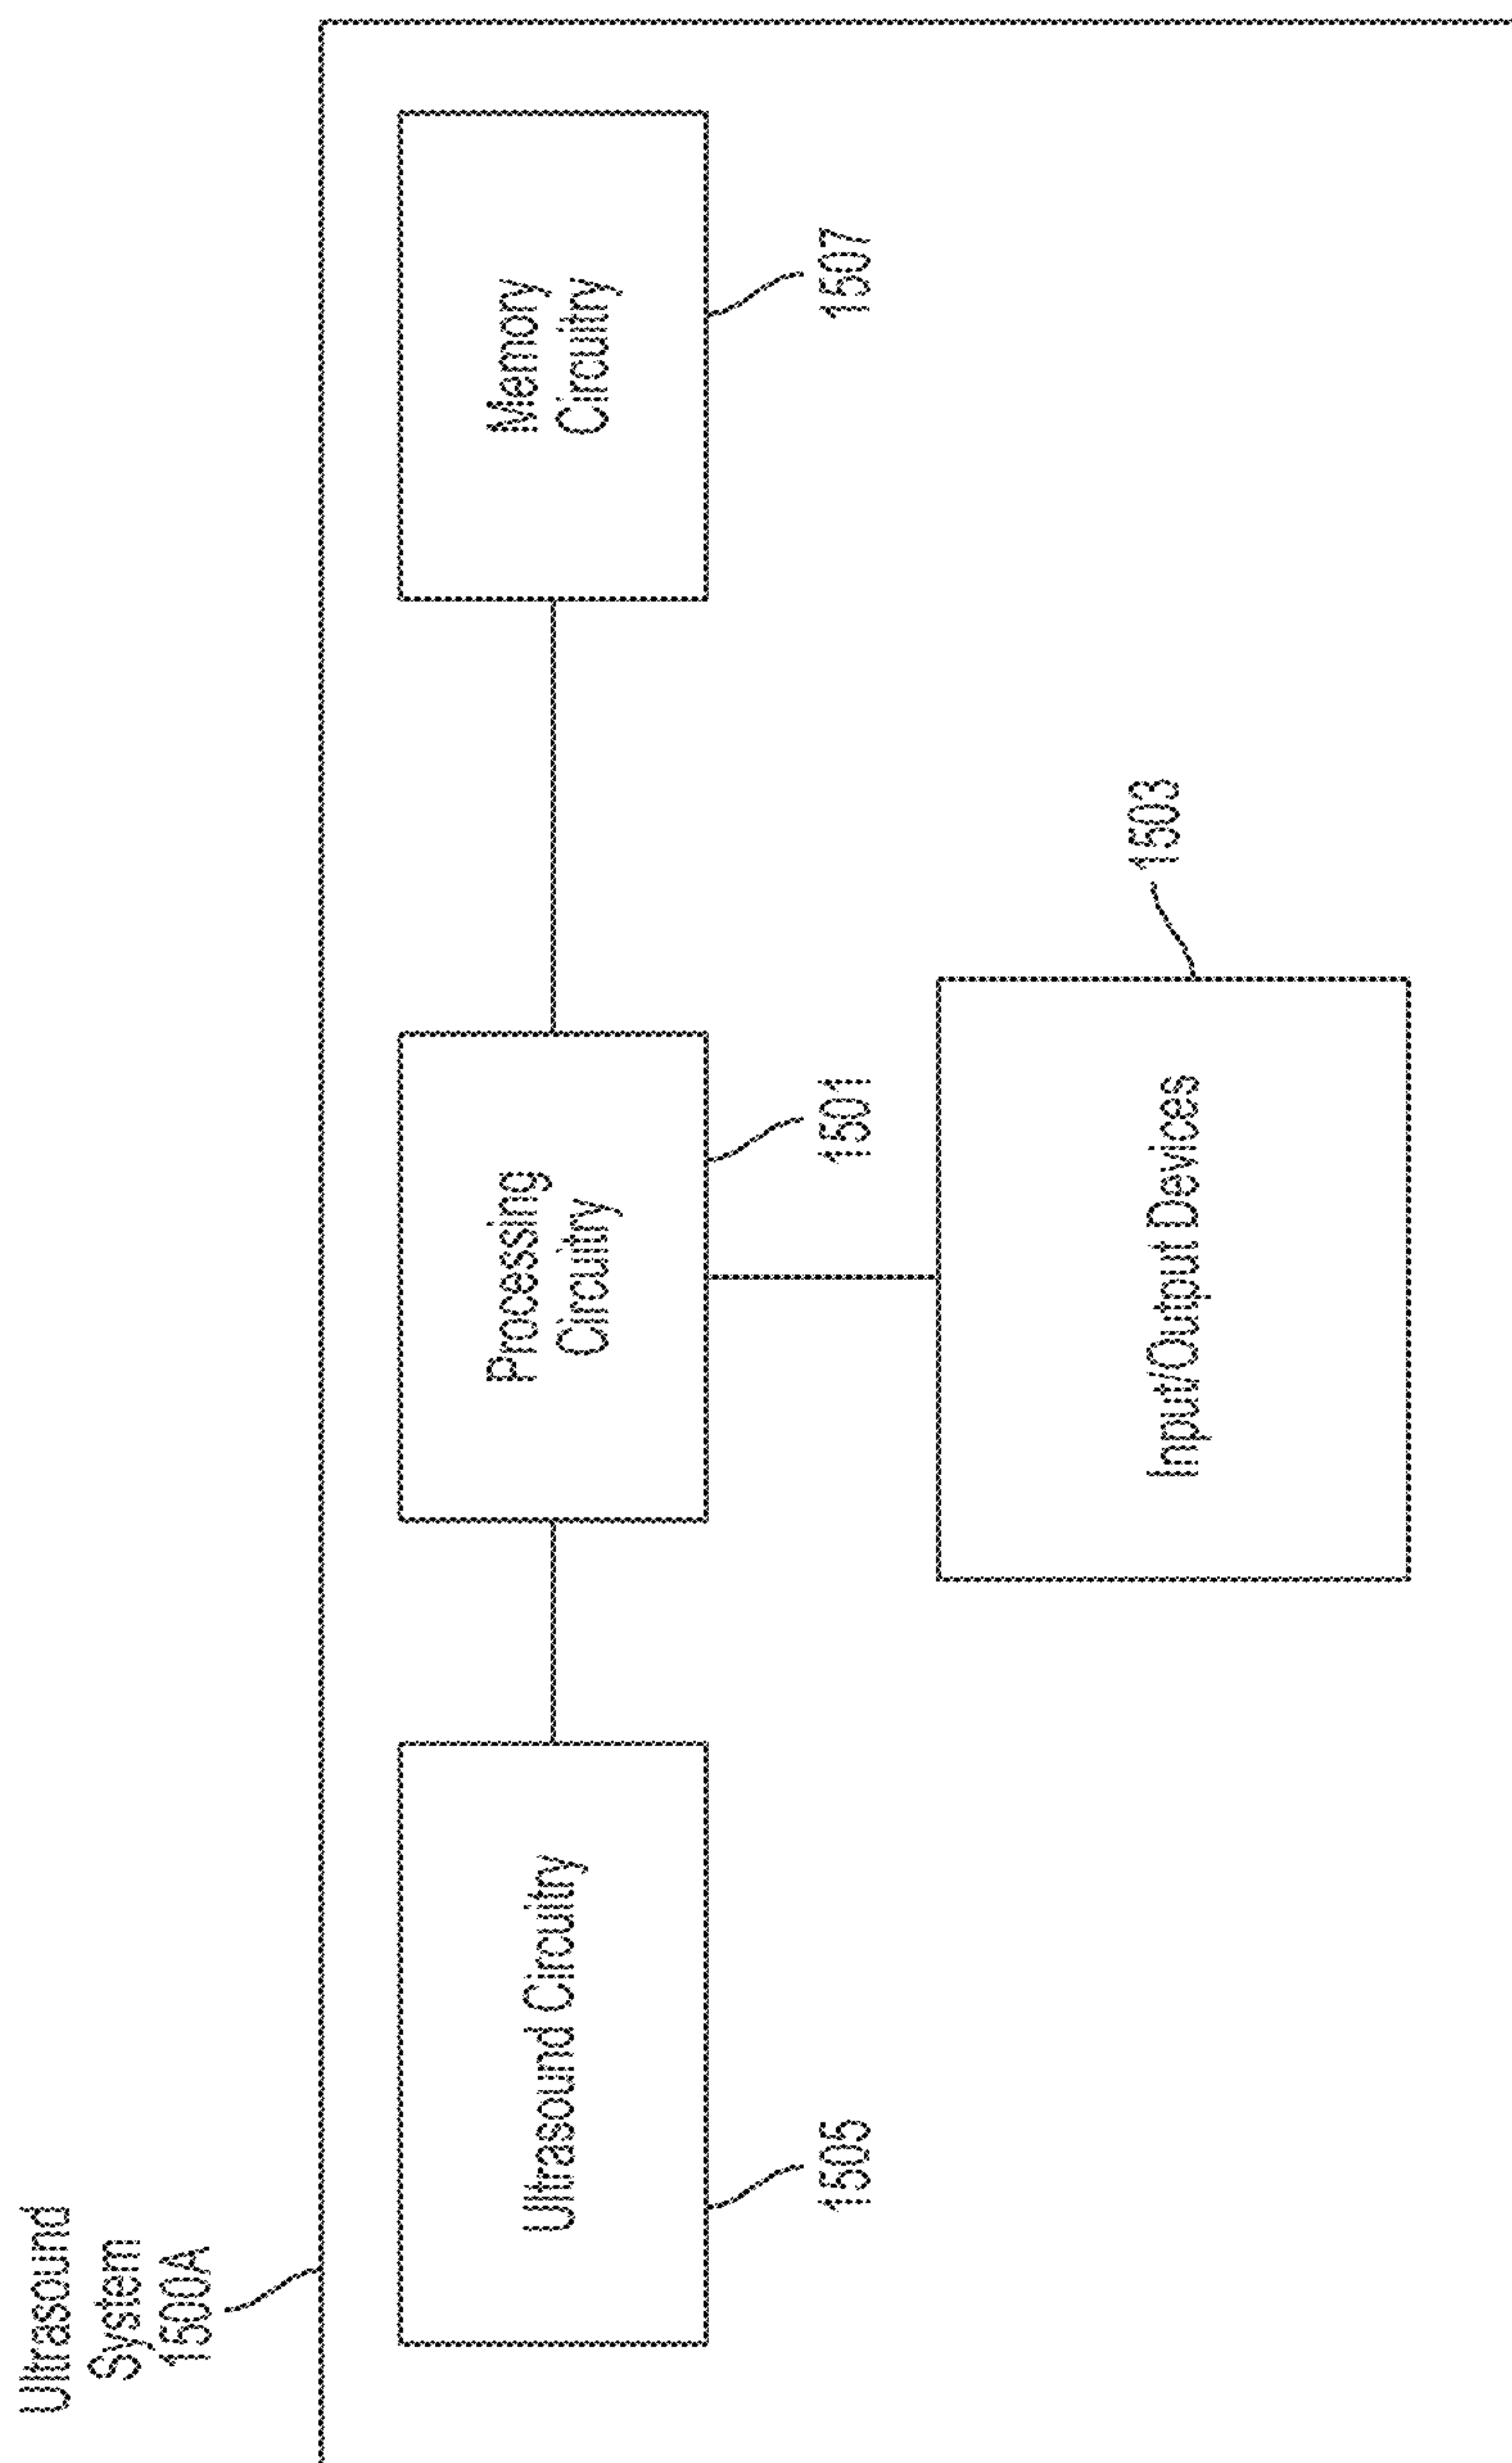 Ultrasound
System
1500A
Ultrasound Circuitry
1505
Processing
Circuitry
1501
Memory
Circuitry
1507
Input/Output Devices
1503